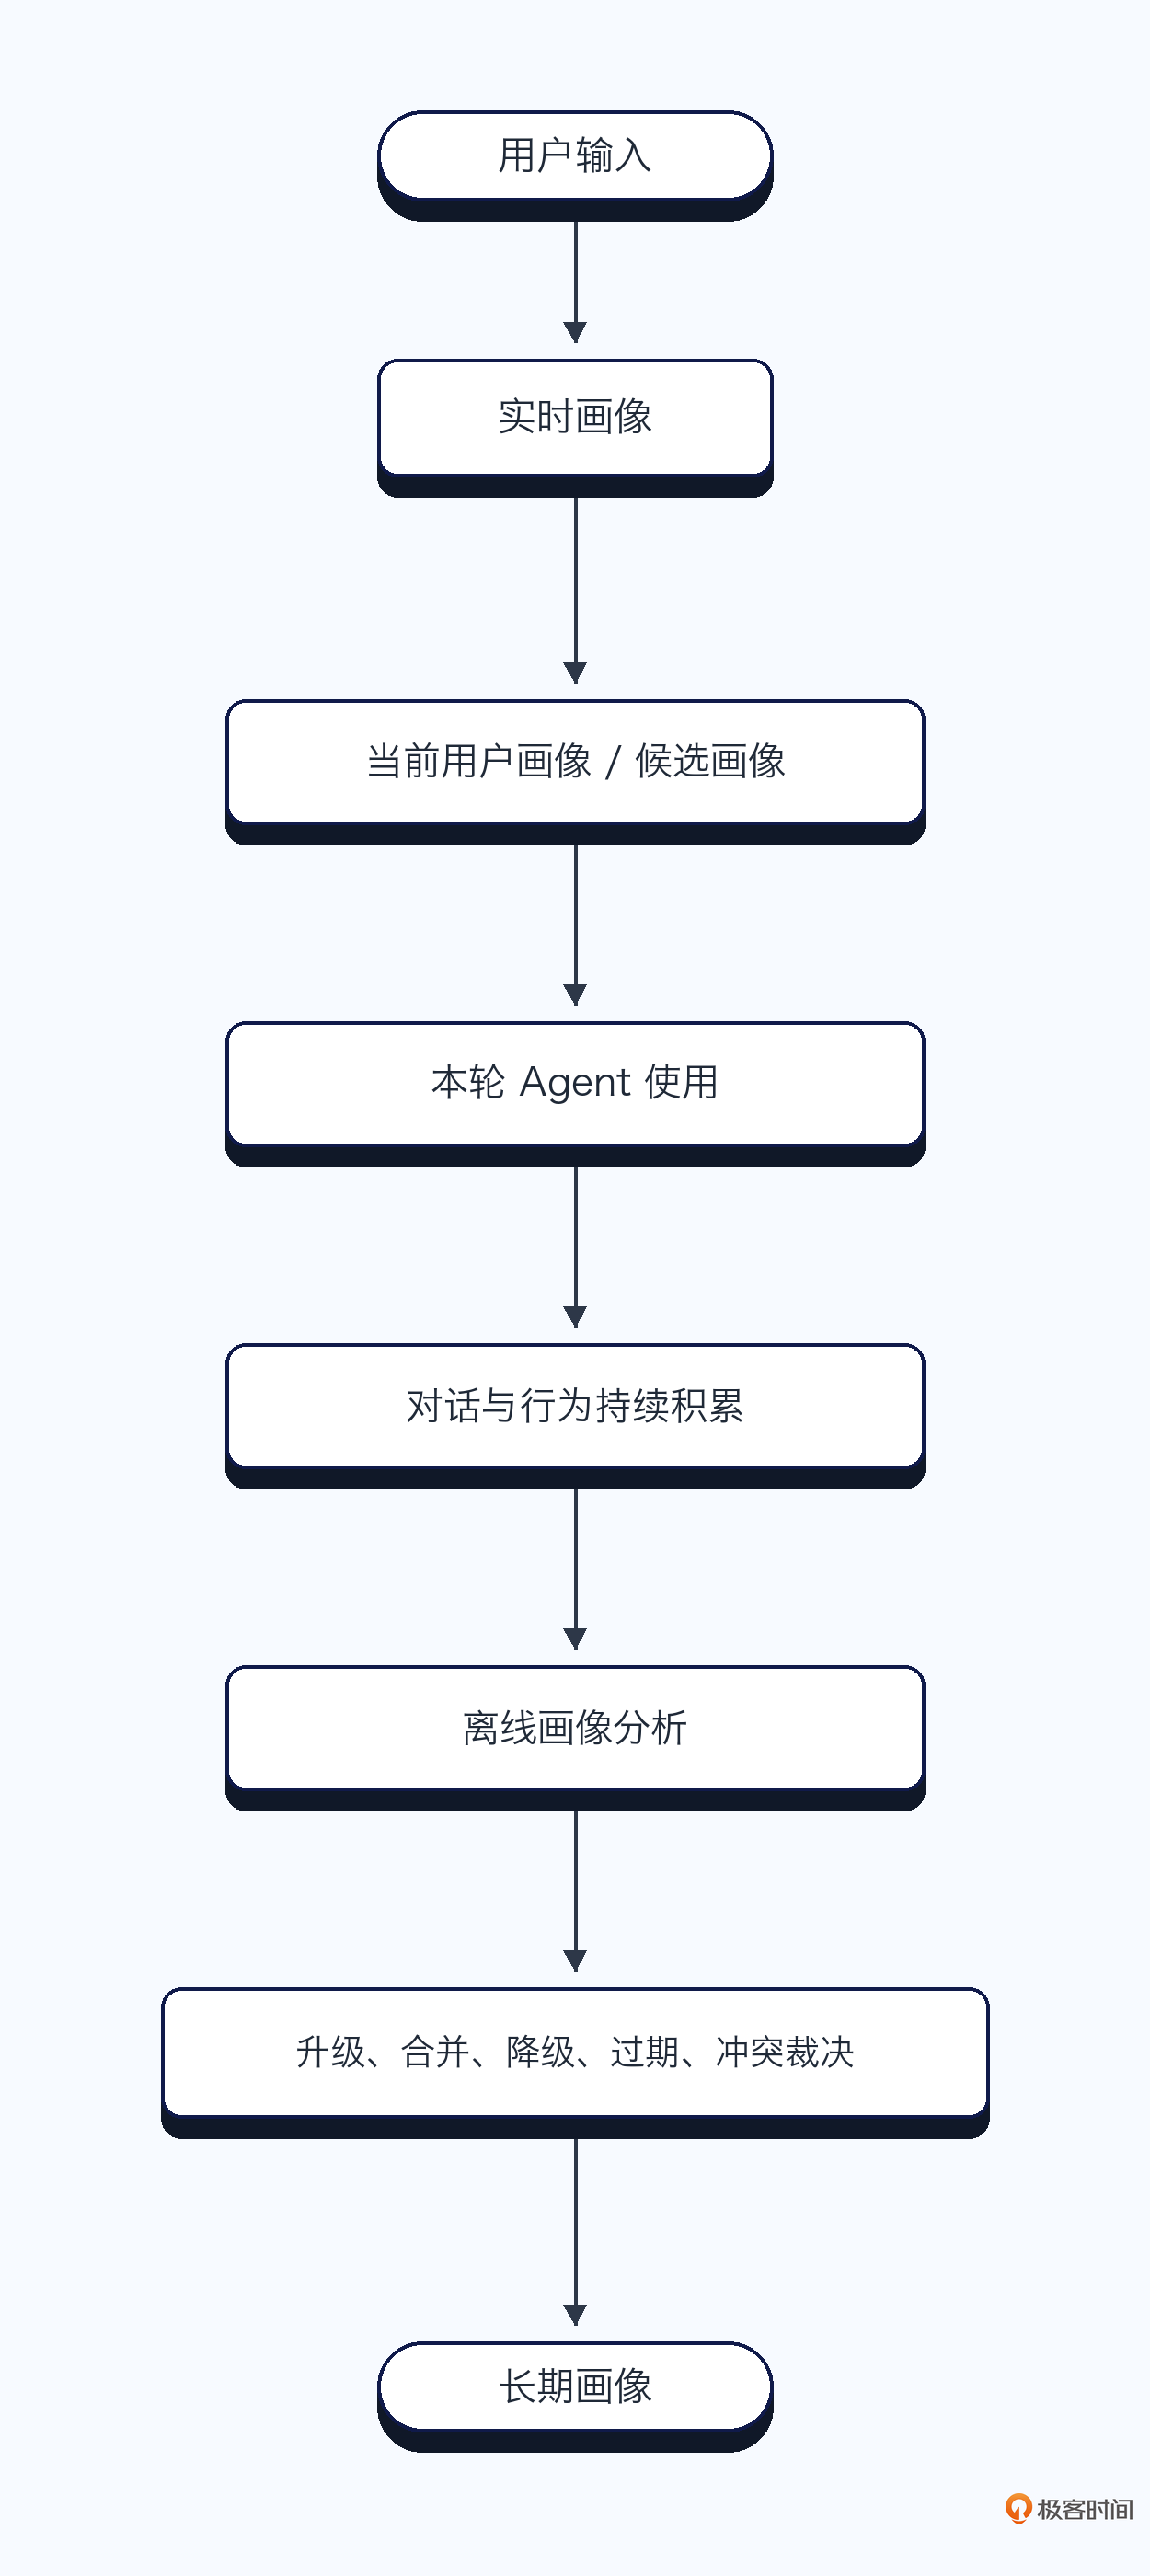 用户输入
实时画像
当前用户画像 / 候选画像
本轮 Agent 使用
对话与行为持续积累
离线画像分析
升级、合并、降级、过期、冲突裁决
长期画像
极客时间